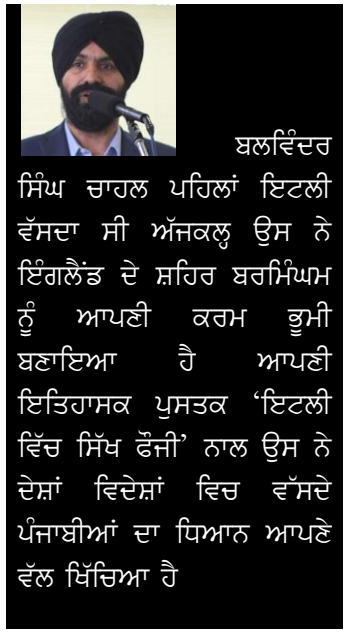 ਬਲਵਿੰਦਰ
ਸਿੰਘ ਚਾਹਲ ਪਹਿਲਾਂ ਇਟਲੀ
ਵੱਸਦਾ ਸੀ ਅੱਜਕਲ੍ਹ ਉਸ ਨੇ
ਇੰਗਲੈਂਡ ਦੇ ਸ਼ਹਿਰ ਬਰਮਿੰਘਮ
ਨੂੰ ਆਪਣੀ ਕਰਮ ਭੂਮੀ
ਬਣਾਇਆ ਹੈ ਆਪਣੀ
ਇਤਿਹਾਸਕ ਪੁਸਤਕ ‘ਇਟਲੀ
ਵਿੱਚ ਸਿੱਖ ਫੌਜੀ’ ਨਾਲ ਉਸ ਨੇ
ਦੇਸ਼ਾਂ ਵਿਦੇਸ਼ਾਂ ਵਿਚ ਵੱਸਦੇ
ਪੰਜਾਬੀਆਂ ਦਾ ਧਿਆਨ ਆਪਣੇ
ਵੱਲ ਖਿੱਚਿਆ ਹੈ